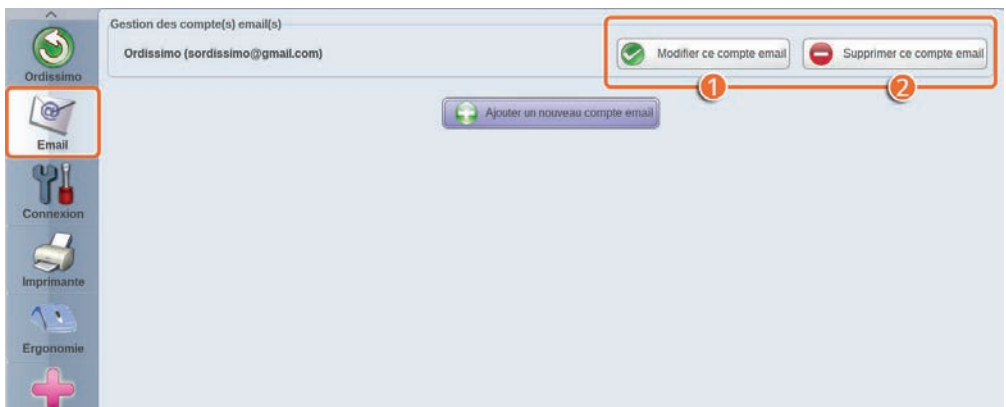 Gestion des compte(s) email(s)
Ordissimo (sordissimo@gmail.com)
Modifier ce compte email
Supprimer ce compte email
1
2
Ajouter un nouveau compte email
Ordissimo
@
Email
Connexion
Imprimante
Ergonomie